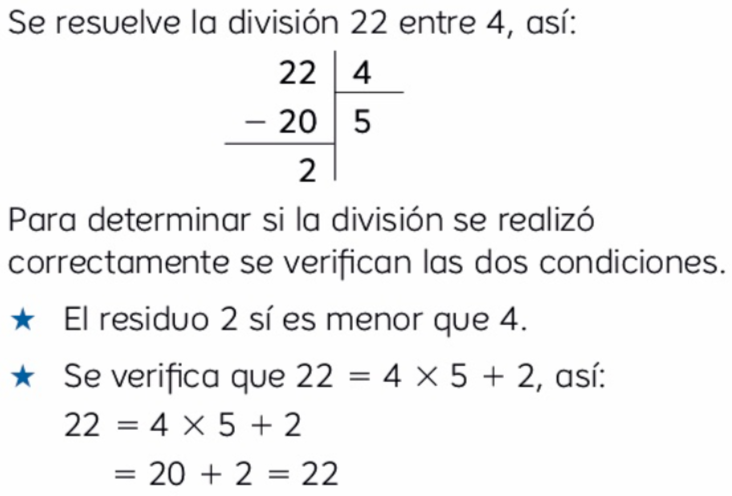 Se resuelve la división 22 entre 4, así:
22 4
− 20 5
2
Para determinar si la división se realizó
correctamente se verifican las dos condiciones.
★ El residuo 2 sí es menor que 4.
★ Se verifica que 22 = 4 × 5 + 2, así:
22 = 4 × 5 + 2
= 20 + 2 = 22